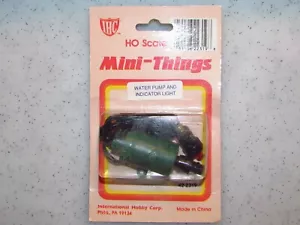 IHC
HO Scale
Mini-Things
WATER PUMP AND
INDICATOR LIGHT
International Hobby Corp.
Phila, PA 19134
Made in China